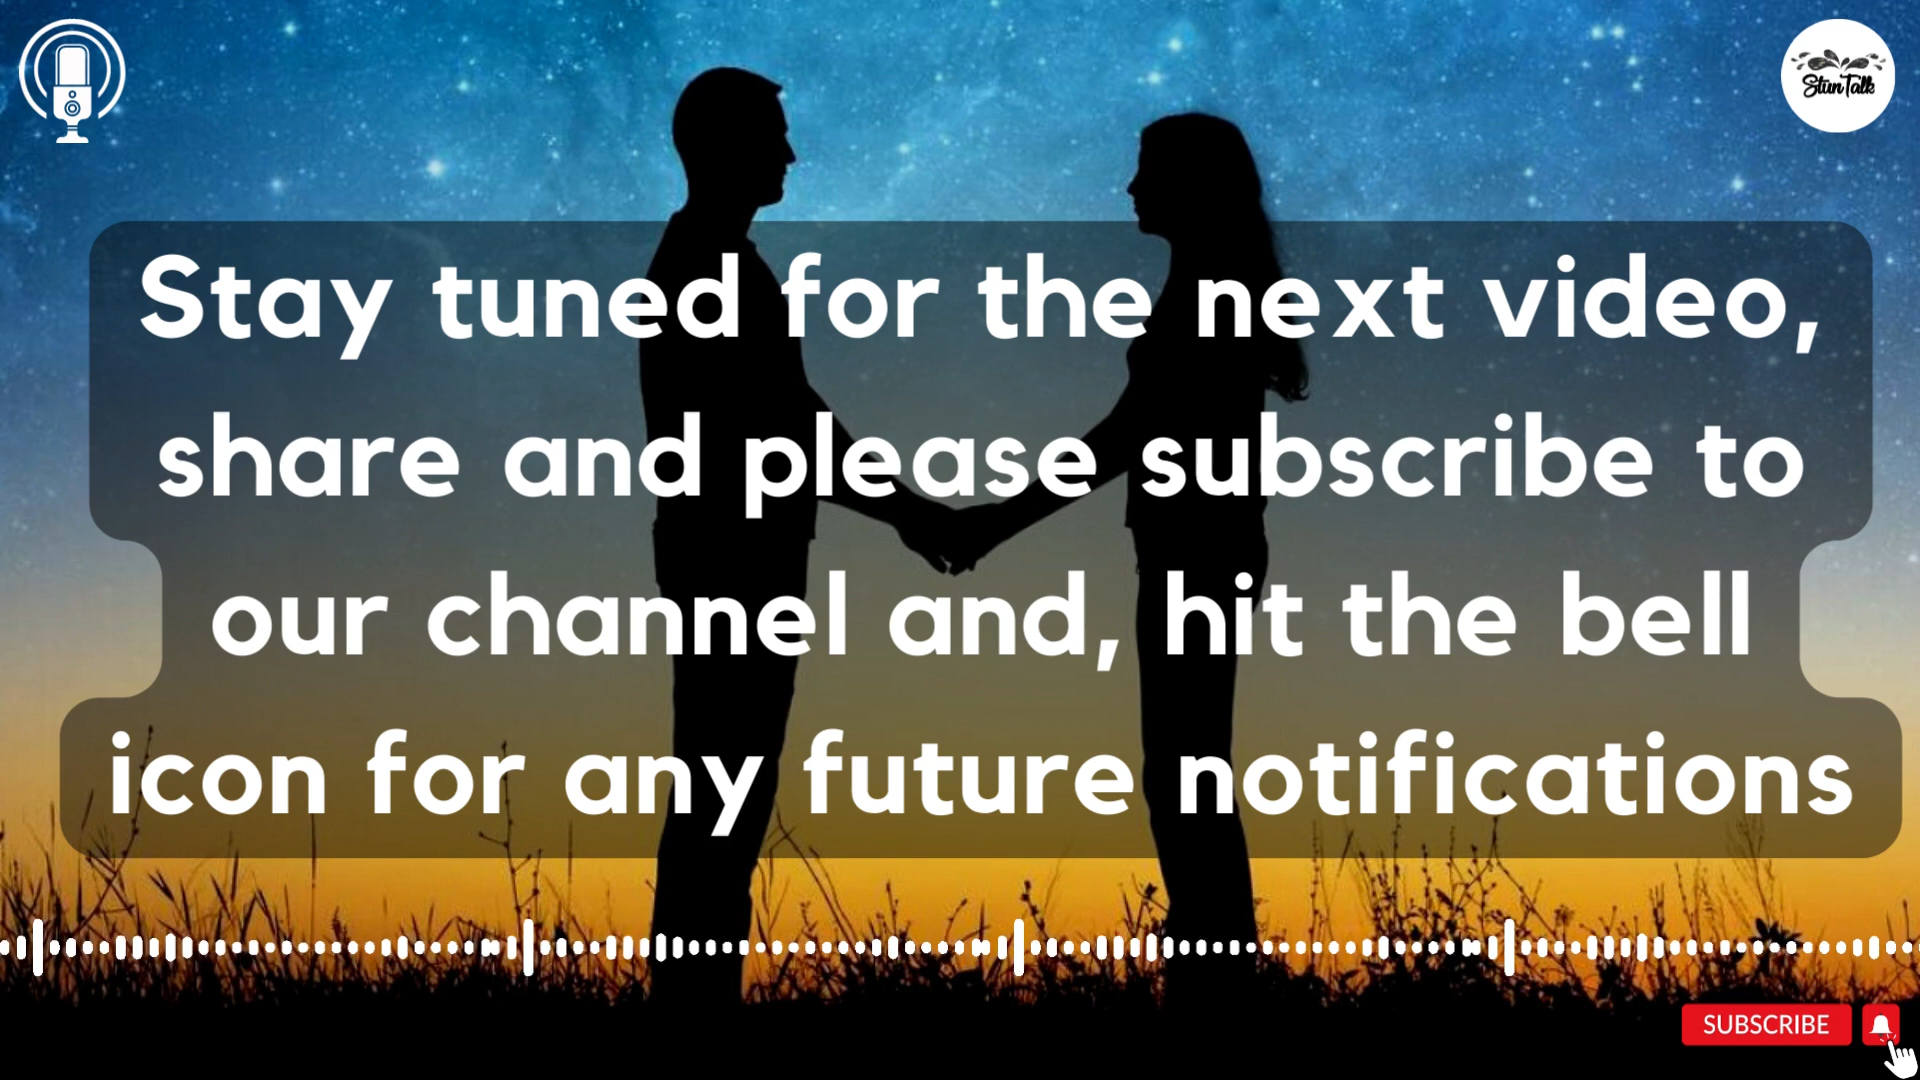 StunTalk
Stay tuned for the next video,
share and please subscribe to
our channel and, hit the bell
icon for any future notifications
SUBSCRIBE